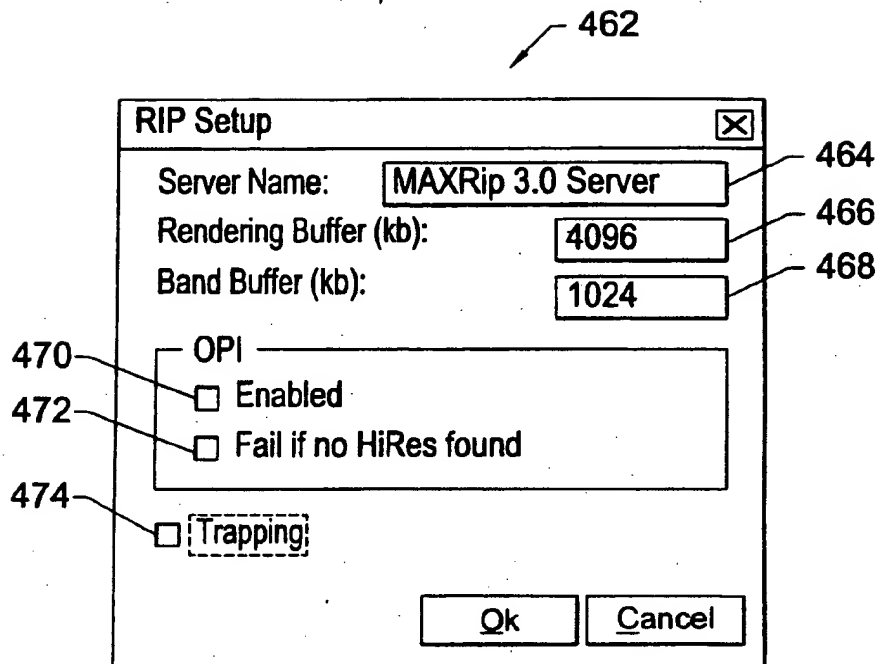 462
RIP Setup
Server Name: MAXRip 3.0 Server 464
Rendering Buffer (kb): 4096 466
Band Buffer (kb): 1024 468
OPI
470 Enabled
472 Fail if no HiRes found
474 Trapping
Ok Cancel